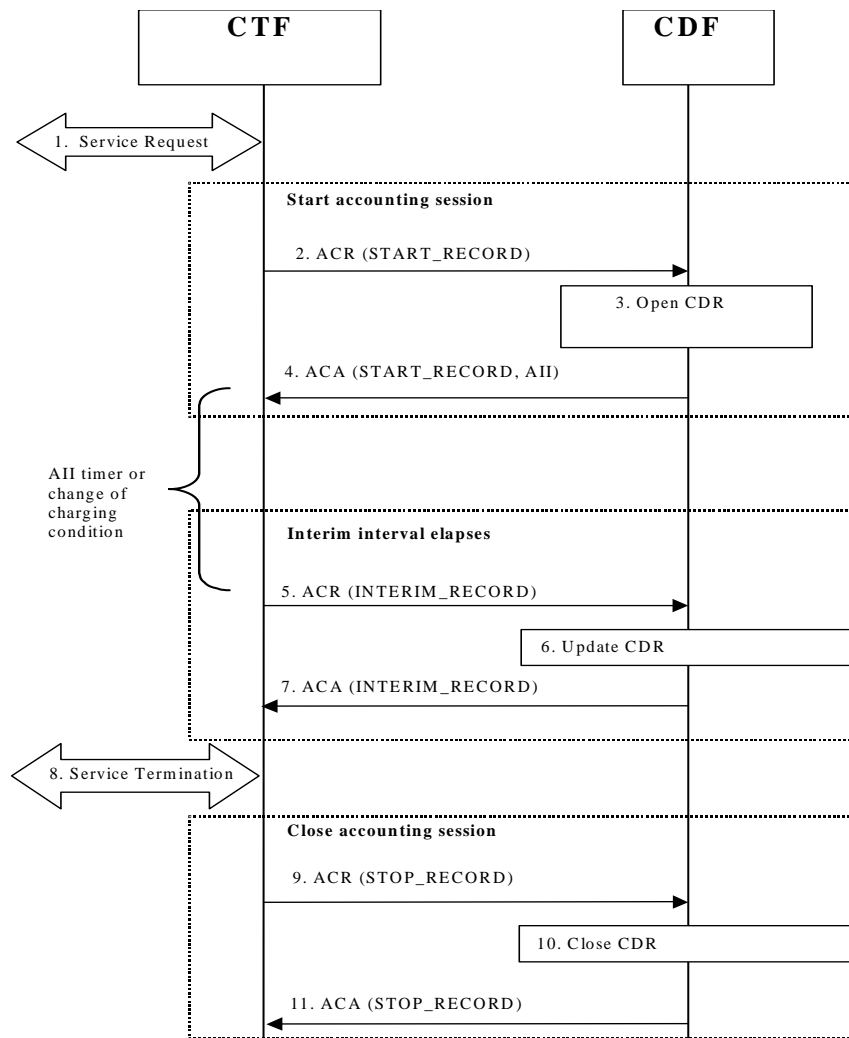 CTF
CDF
1. Service Request
Start accounting session
2. ACR (START_RECORD)
3. Open CDR
4. ACA (START_RECORD, AII)
AII timer or
change of
charging
condition
Interim interval elapses
5. ACR (INTERIM_RECORD)
6. Update CDR
7. ACA (INTERIM_RECORD)
8. Service Termination
Close accounting session
9. ACR (STOP_RECORD)
10. Close CDR
11. ACA (STOP_RECORD)